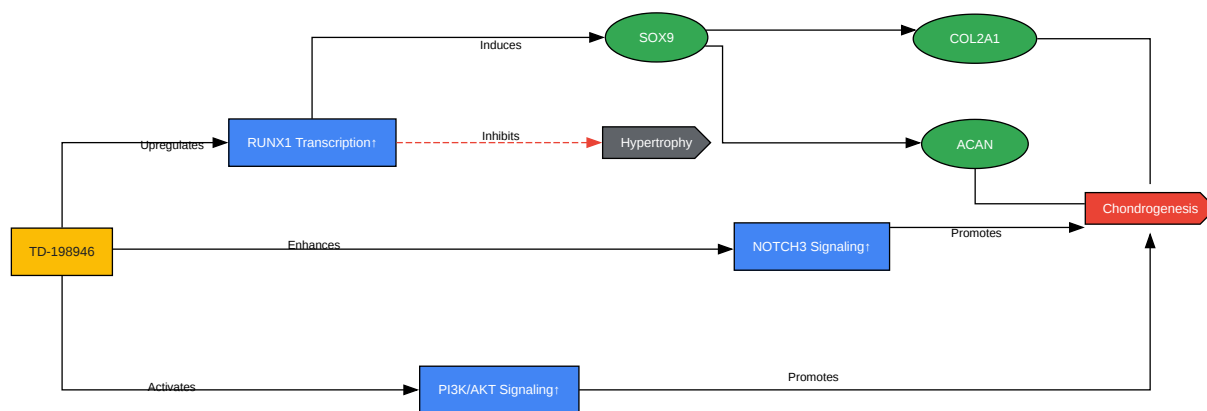 SOX9
COL2A1
Induces
Upregulates
RUNX1 Transcription↑
Inhibits
Hypertrophy
ACAN
Chondrogenesis
TD-198946
Enhances
NOTCH3 Signaling↑
Promotes
Activates
PI3K/AKT Signaling↑
Promotes